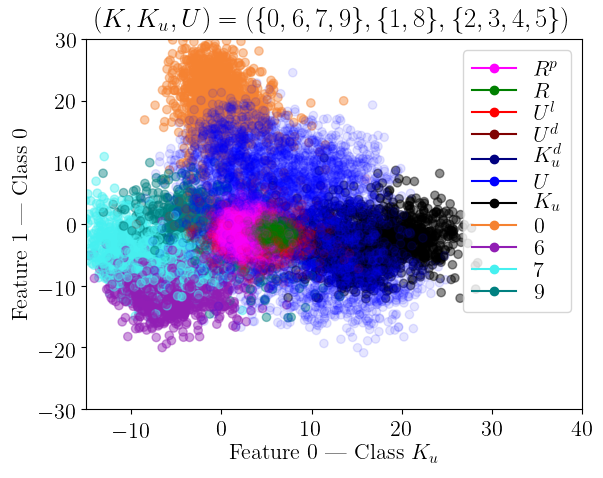 (K, K_u, U) = ({0, 6, 7, 9}, {1, 8}, {2, 3, 4, 5})
30
20
10
0
−10
−20
−30
Feature 1 — Class 0
−10
0
10
20
30
40
Feature 0 — Class K_u
R^p
R
U^l
U^d
K_u^d
U
K_u
0
6
7
9